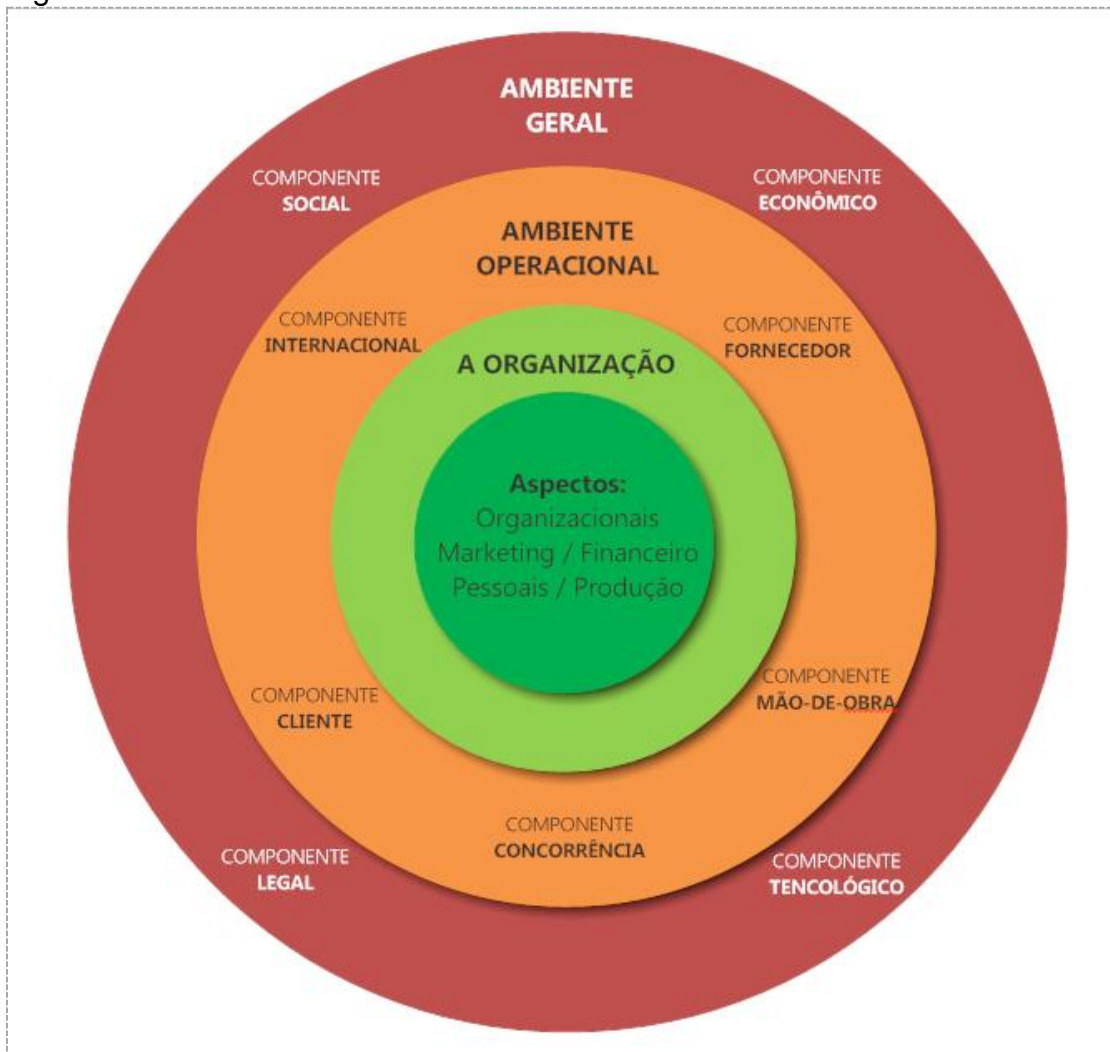 AMBIENTE
GERAL
COMPONENTE
SOCIAL
COMPONENTE
ECONÔMICO
AMBIENTE
OPERACIONAL
COMPONENTE
INTERNACIONAL
COMPONENTE
FORNECEDOR
A ORGANIZAÇÃO
Aspectos:
Organizacionais
Marketing / Financeiro
Pessoais / Produção
COMPONENTE
CLIENTE
COMPONENTE
MÃO-DE-OBRA
COMPONENTE
CONCORRÊNCIA
COMPONENTE
LEGAL
COMPONENTE
TENCOLÓGICO